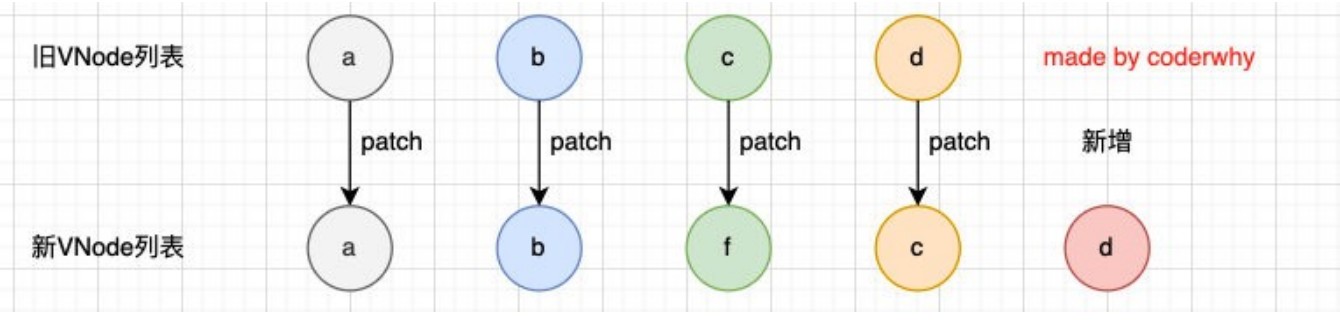 旧VNode列表 a b c d made by coderwhy
patch patch patch patch 新增
新VNode列表 a b f c d